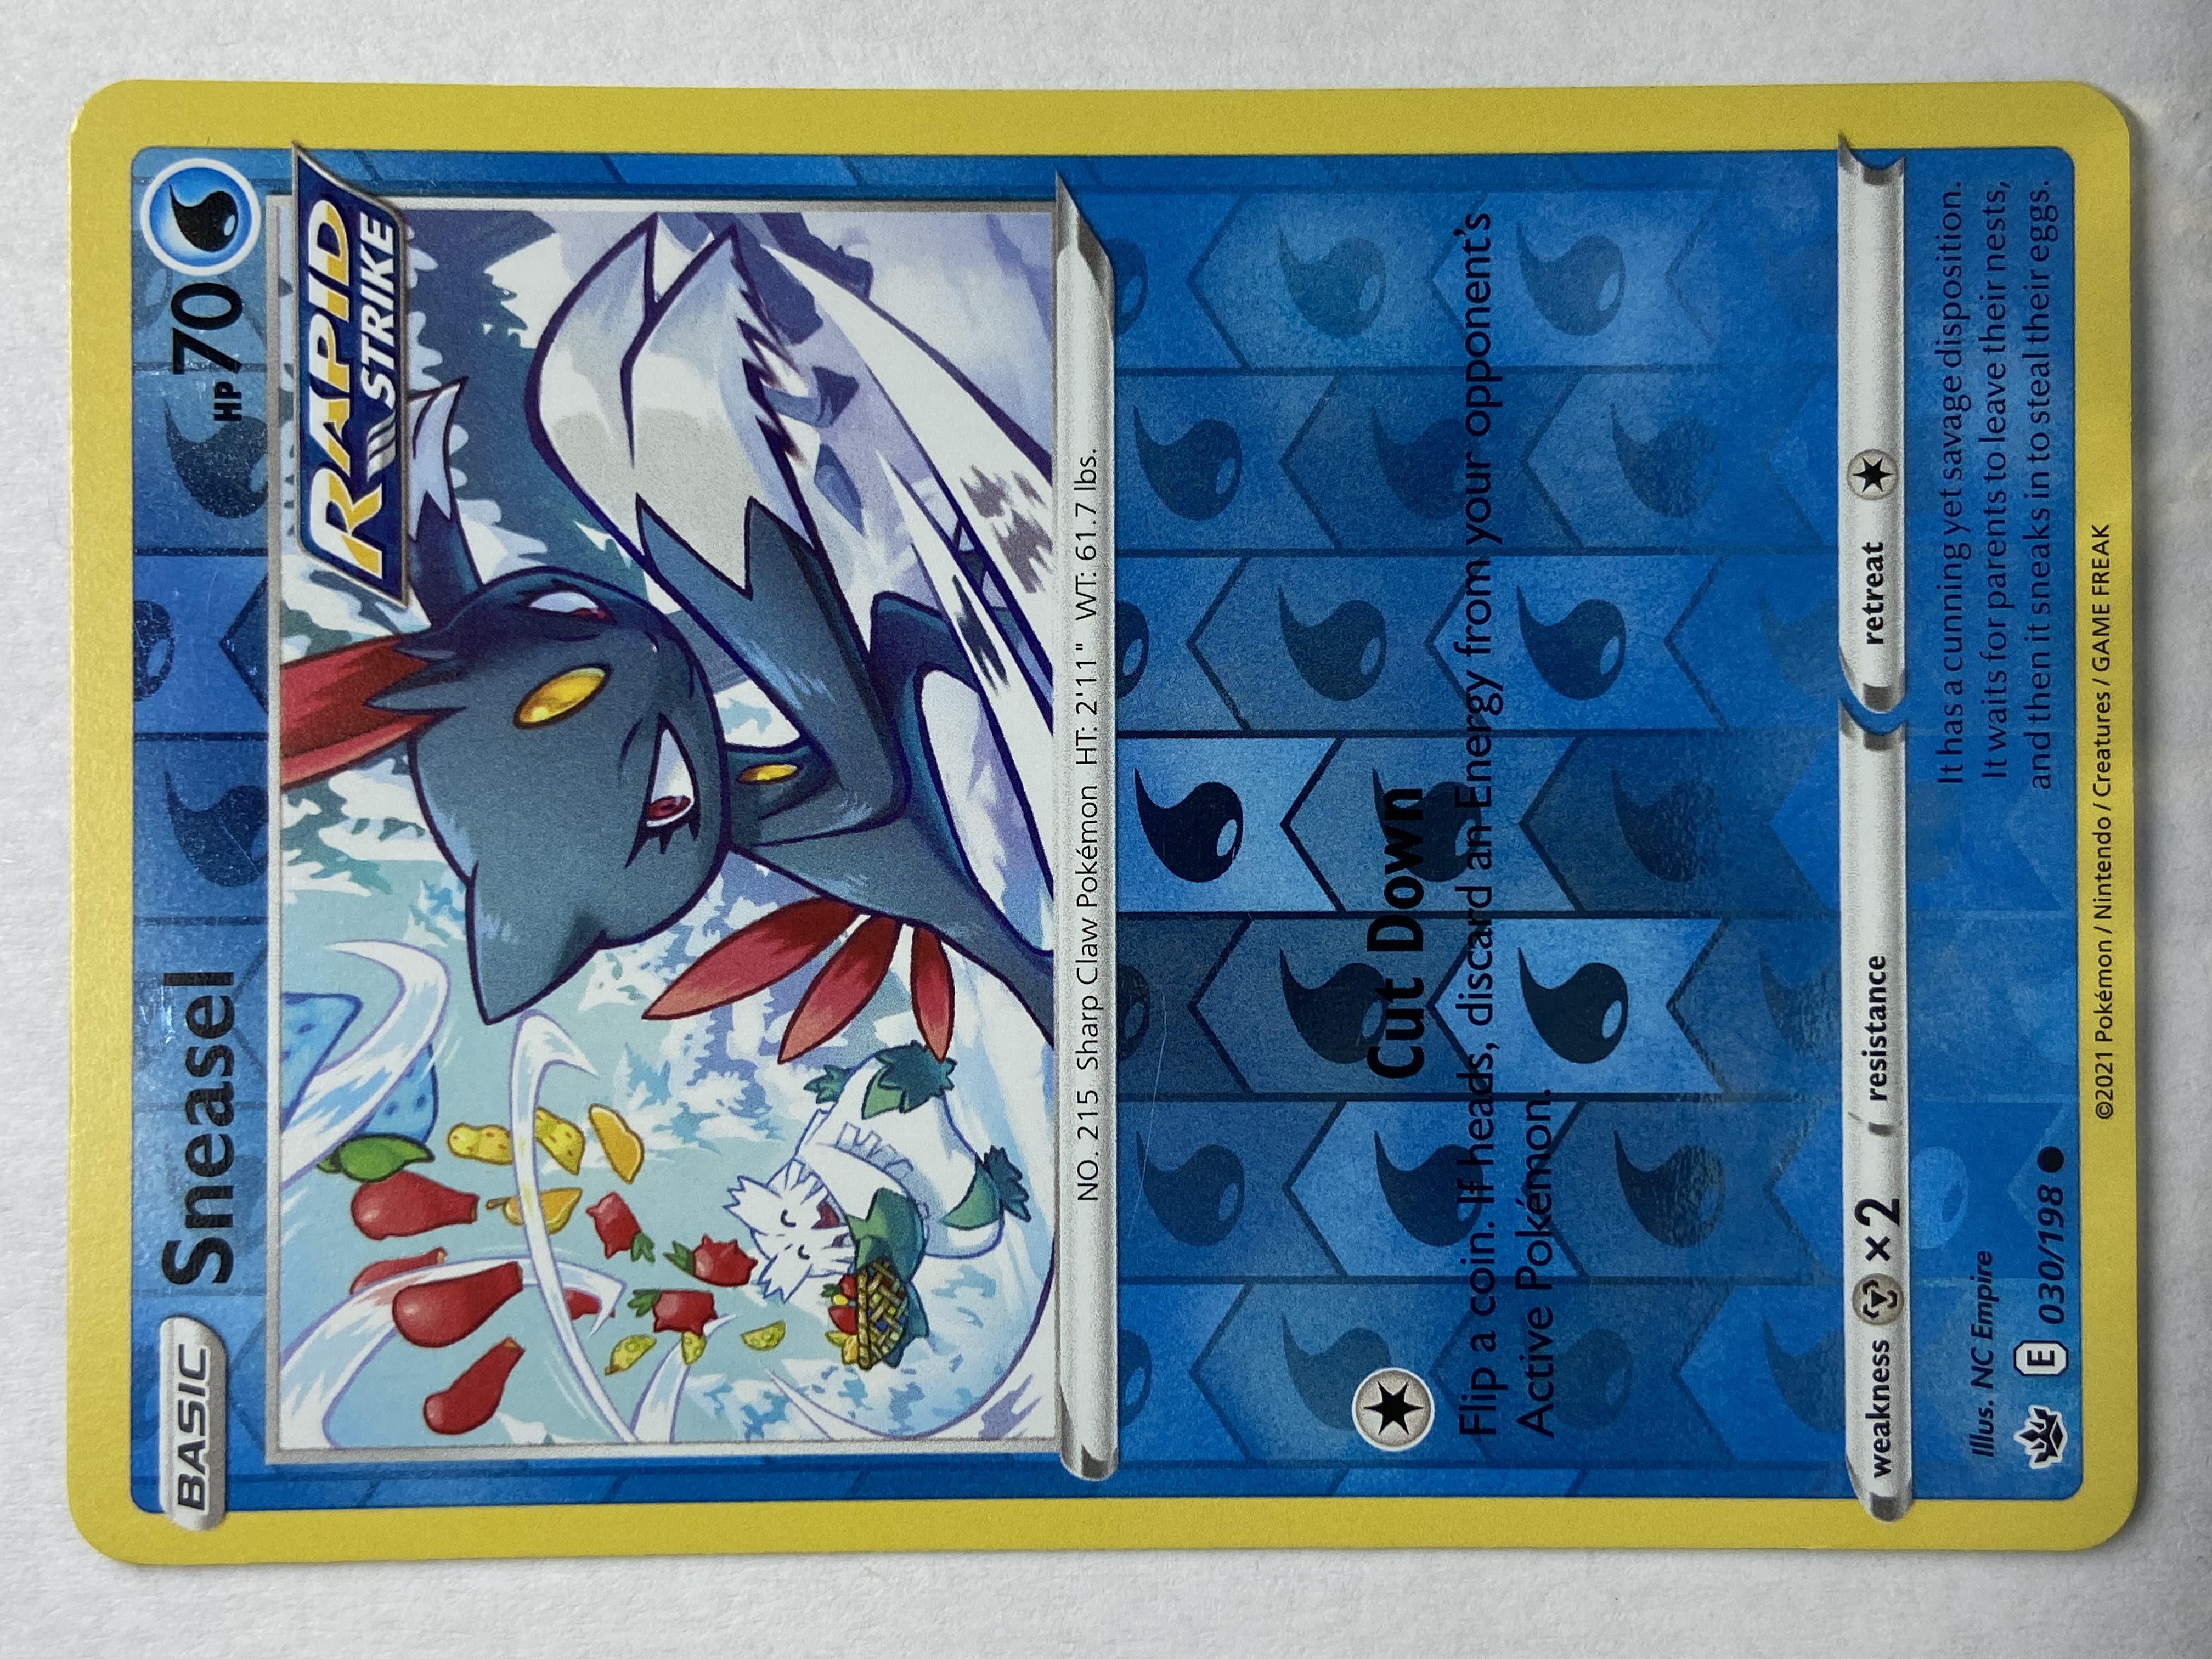 BASIC Sneasel HP 70
RAPID
STRIKE
NO. 215 Sharp Claw Pokémon HT: 2'11" WT: 61.7 lbs.
Cut Down
Flip a coin. If heads, discard an Energy from your opponent's
Active Pokémon.
weakness ×2 resistance retreat
Illus. NC Empire
It has a cunning yet savage disposition.
It waits for parents to leave their nests,
and then it sneaks in to steal their eggs.
E 030/198
©2021 Pokémon / Nintendo / Creatures / GAME FREAK